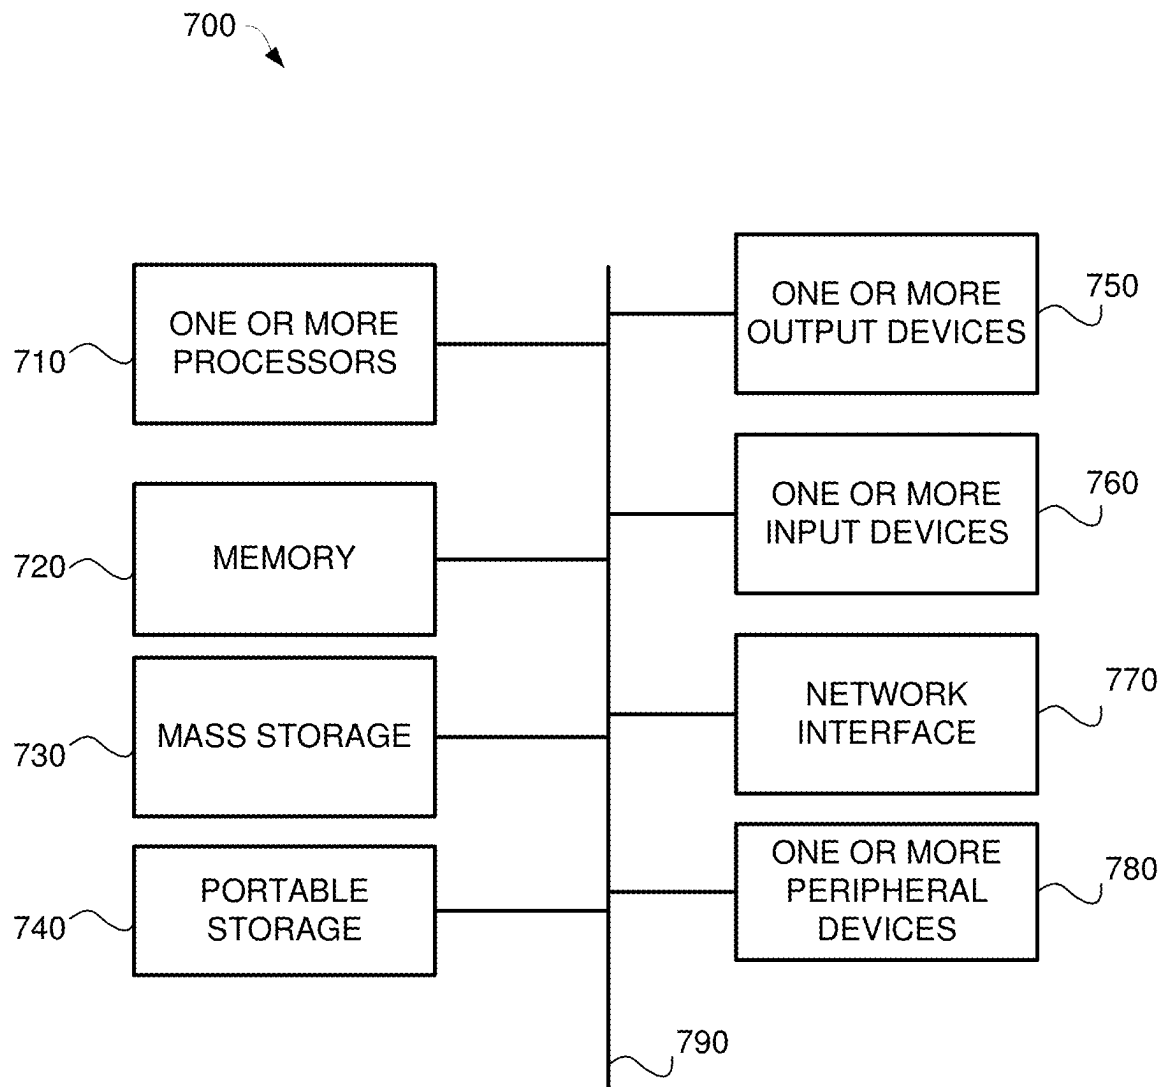 700
ONE OR MORE
PROCESSORS
710
MEMORY
720
MASS STORAGE
730
PORTABLE
STORAGE
740
ONE OR MORE
OUTPUT DEVICES
750
ONE OR MORE
INPUT DEVICES
760
NETWORK
INTERFACE
770
ONE OR MORE
PERIPHERAL
DEVICES
780
790